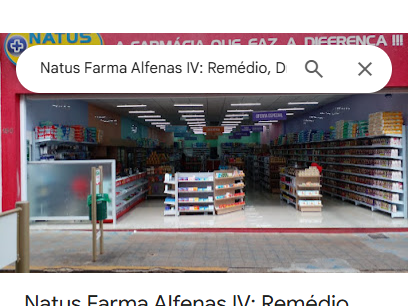 NATUS
A FARMÁCIA QUE FAZ A DIFERENÇA !!!
Natus Farma Alfenas IV: Remédio, D
Natus Farma Alfenas IV: Remédio